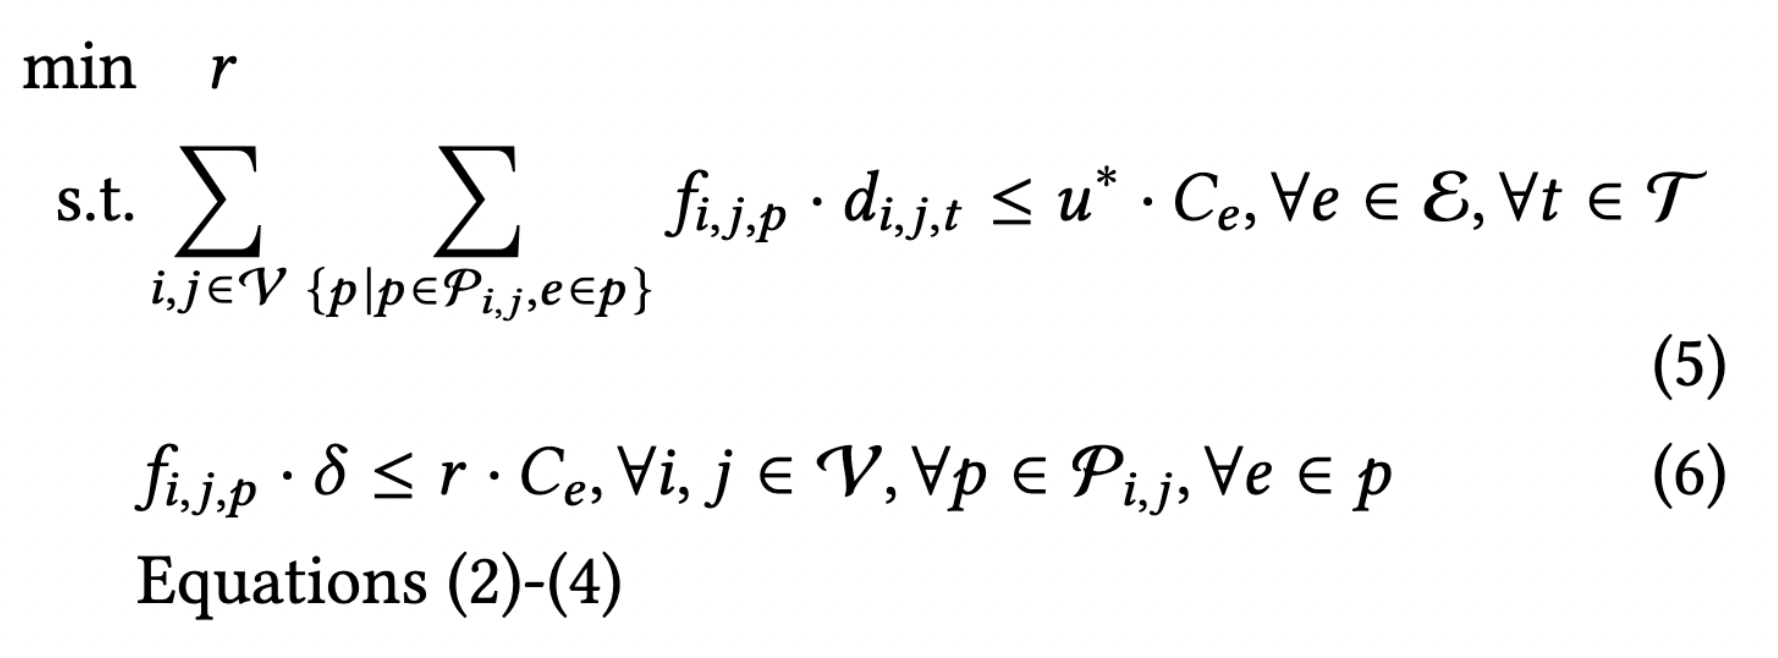 min r
s.t. ∑_{i,j∈𝒱} ∑_{{p|p∈𝒫_{i,j},e∈p}} f_{i,j,p} · d_{i,j,t} ≤ u* · C_e, ∀e ∈ ℰ, ∀t ∈ 𝒯
(5)
f_{i,j,p} · δ ≤ r · C_e, ∀i, j ∈ 𝒱, ∀p ∈ 𝒫_{i,j}, ∀e ∈ p (6)
Equations (2)-(4)